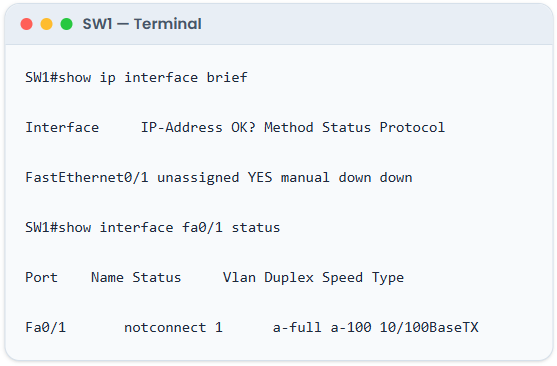 SW1 — Terminal
SW1#show ip interface brief
Interface     IP-Address OK? Method Status Protocol
FastEthernet0/1 unassigned YES manual down down
SW1#show interface fa0/1 status
Port    Name Status     Vlan Duplex Speed Type
Fa0/1       notconnect 1      a-full a-100 10/100BaseTX